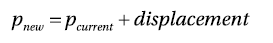 p_new = p_current + displacement